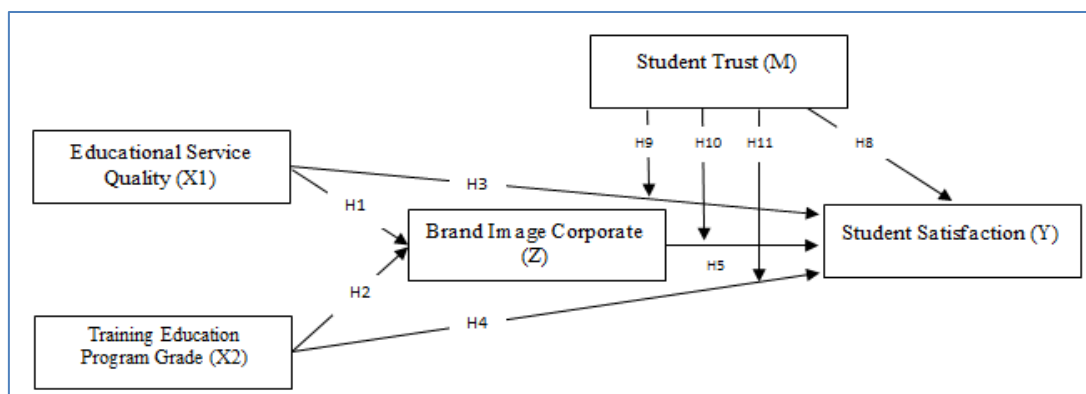 Student Trust (M)
H9
H10
H11
H8
Educational Service
Quality (X1)
H3
H1
Brand Image Corporate
(Z)
Student Satisfaction (Y)
H5
H2
H4
Training Education
Program Grade (X2)